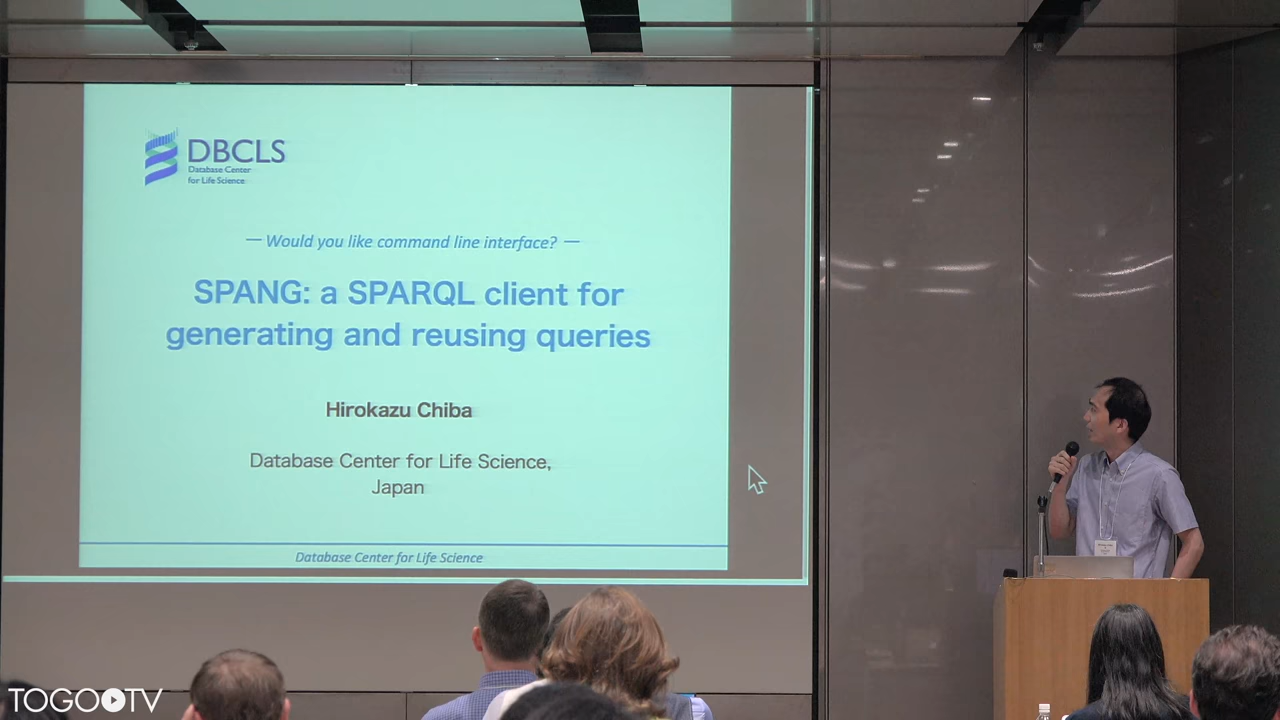 DBCLS
Database Center
for Life Science
— Would you like command line interface? —
SPANG: a SPARQL client for
generating and reusing queries
Hirokazu Chiba
Database Center for Life Science,
Japan
Database Center for Life Science
TOGOTV